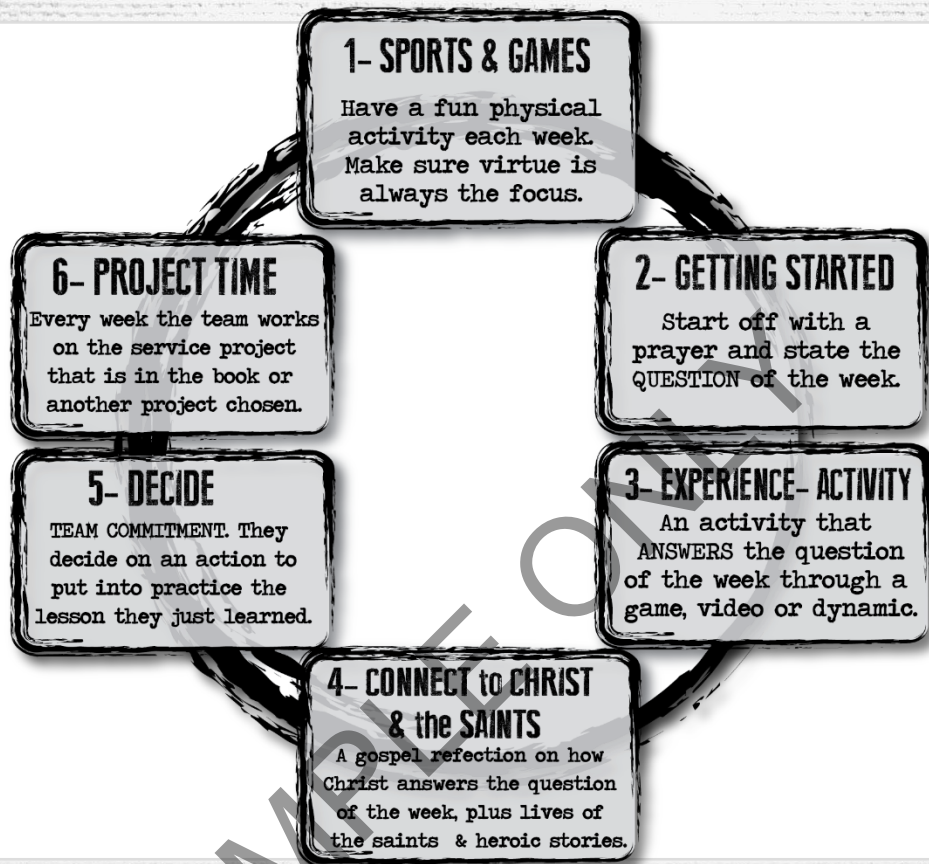 1- SPORTS & GAMES
Have a fun physical
activity each week.
Make sure virtue is
always the focus.
2- GETTING STARTED
Start off with a
prayer and state the
QUESTION of the week.
3- EXPERIENCE- ACTIVITY
An activity that
ANSWERS the question
of the week through a
game, video or dynamic.
4- CONNECT to CHRIST
& the SAINTS
A gospel refection on how
Christ answers the question
of the week, plus lives of
the saints & heroic stories.
5- DECIDE
TEAM COMMITMENT. They
decide on an action to
put into practice the
lesson they just learned.
6- PROJECT TIME
Every week the team works
on the service project
that is in the book or
another project chosen.
MPLE ONLY